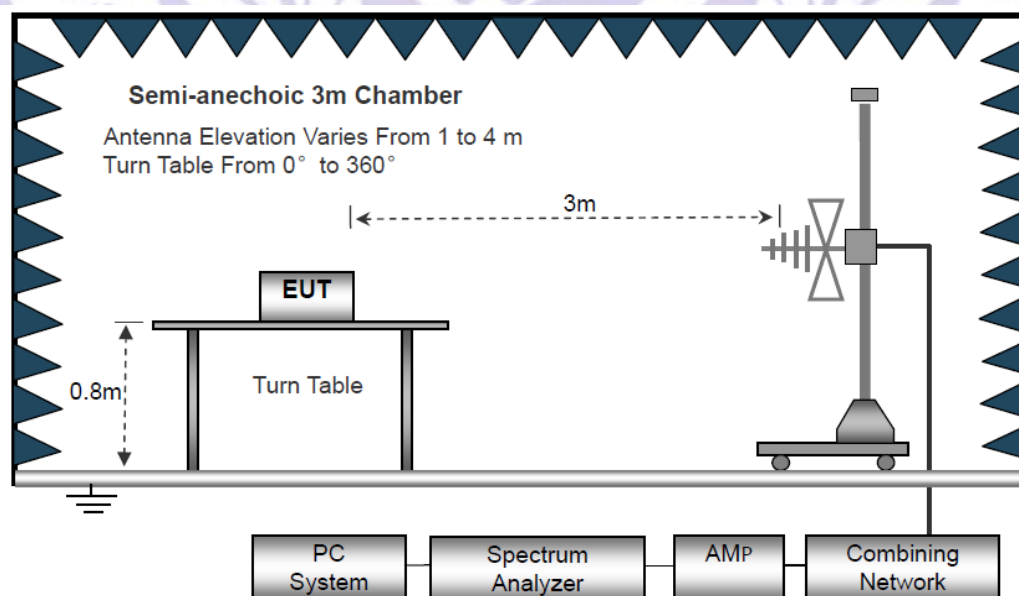 Semi-anechoic 3m Chamber
Antenna Elevation Varies From 1 to 4 m
Turn Table From 0° to 360°
3m
EUT
0.8m
Turn Table
PC
System
Spectrum
Analyzer
AMP
Combining
Network